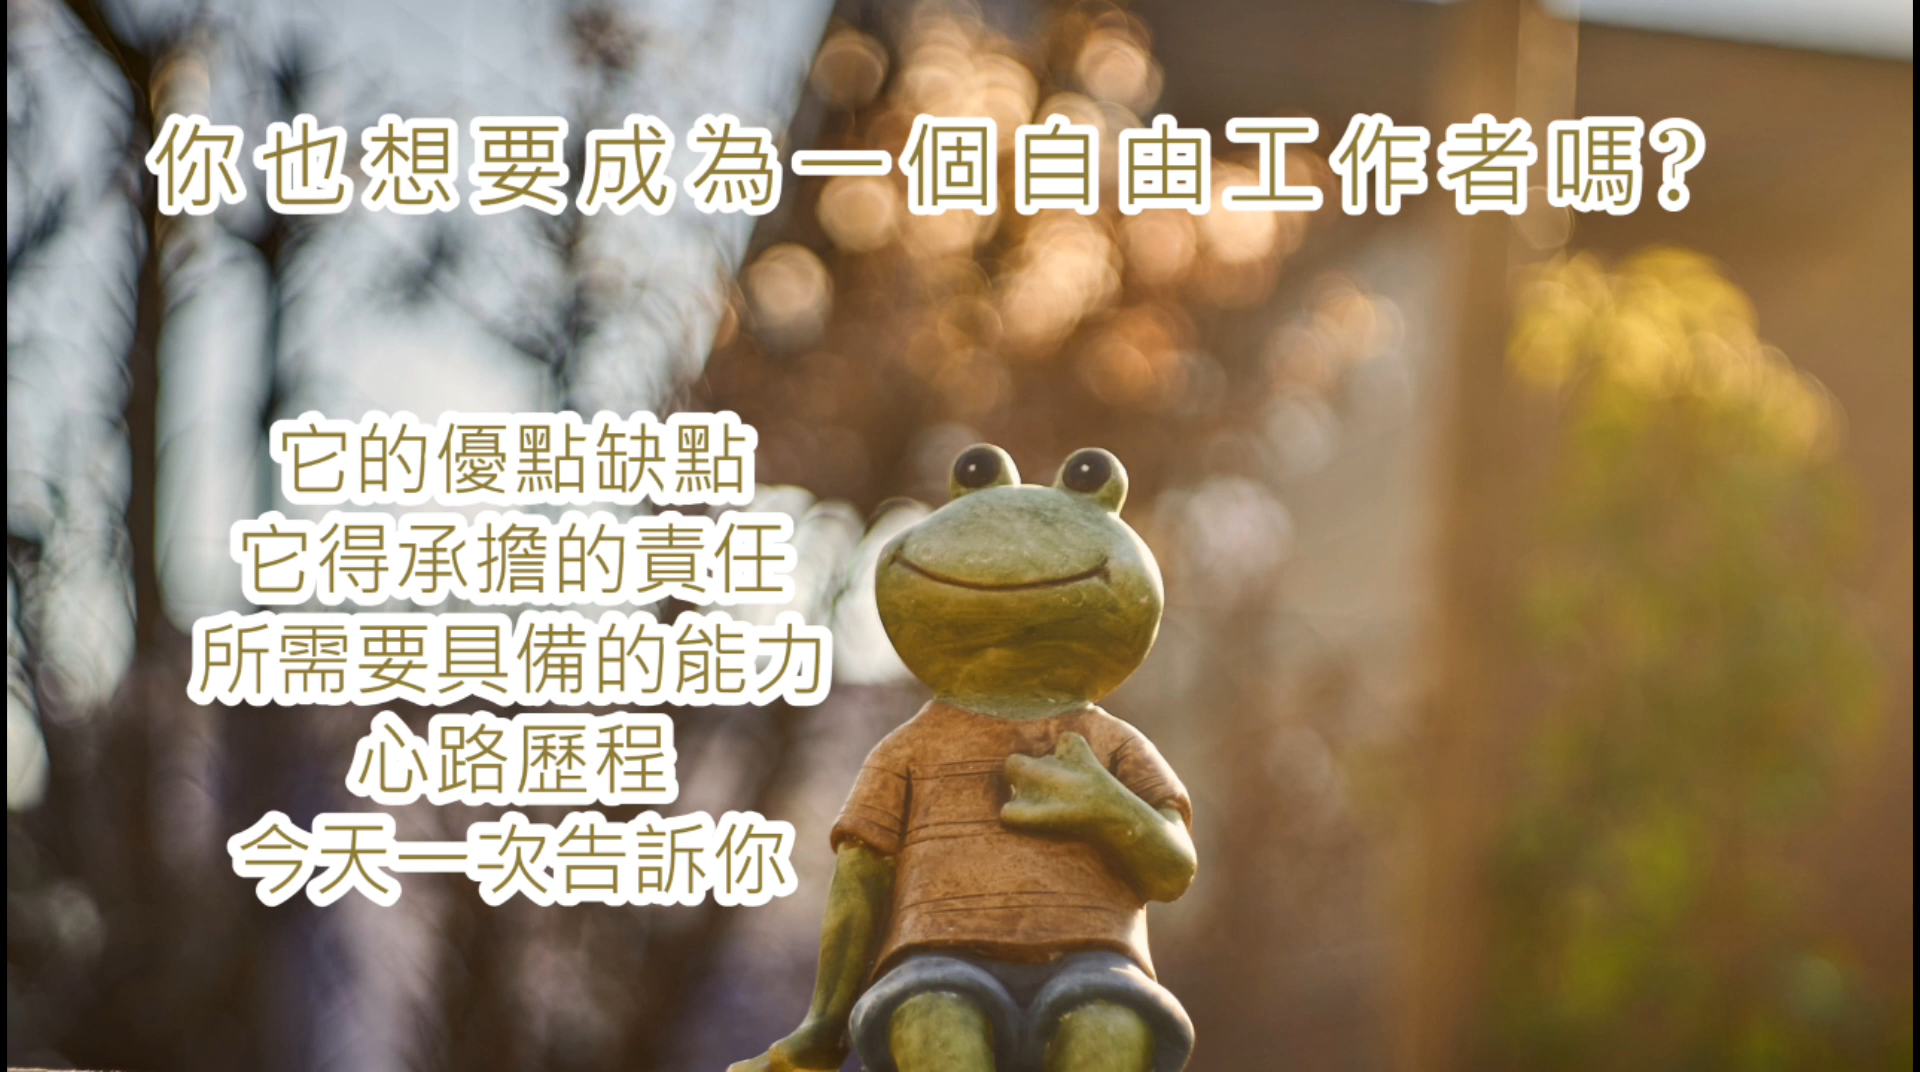 你也想要成為一個自由工作者嗎?
它的優點缺點
它得承擔的責任
所需要具備的能力
心路歷程
今天一次告訴你